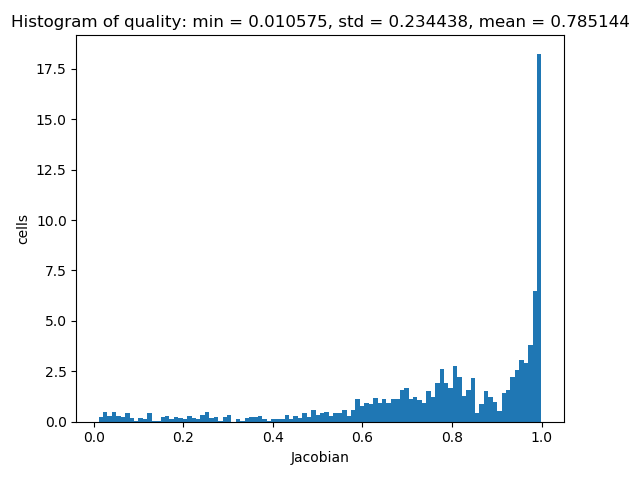 Histogram of quality: min = 0.010575, std = 0.234438, mean = 0.785144
17.5
15.0
12.5
10.0
7.5
5.0
2.5
0.0
cells
0.0 0.2 0.4 0.6 0.8 1.0
Jacobian